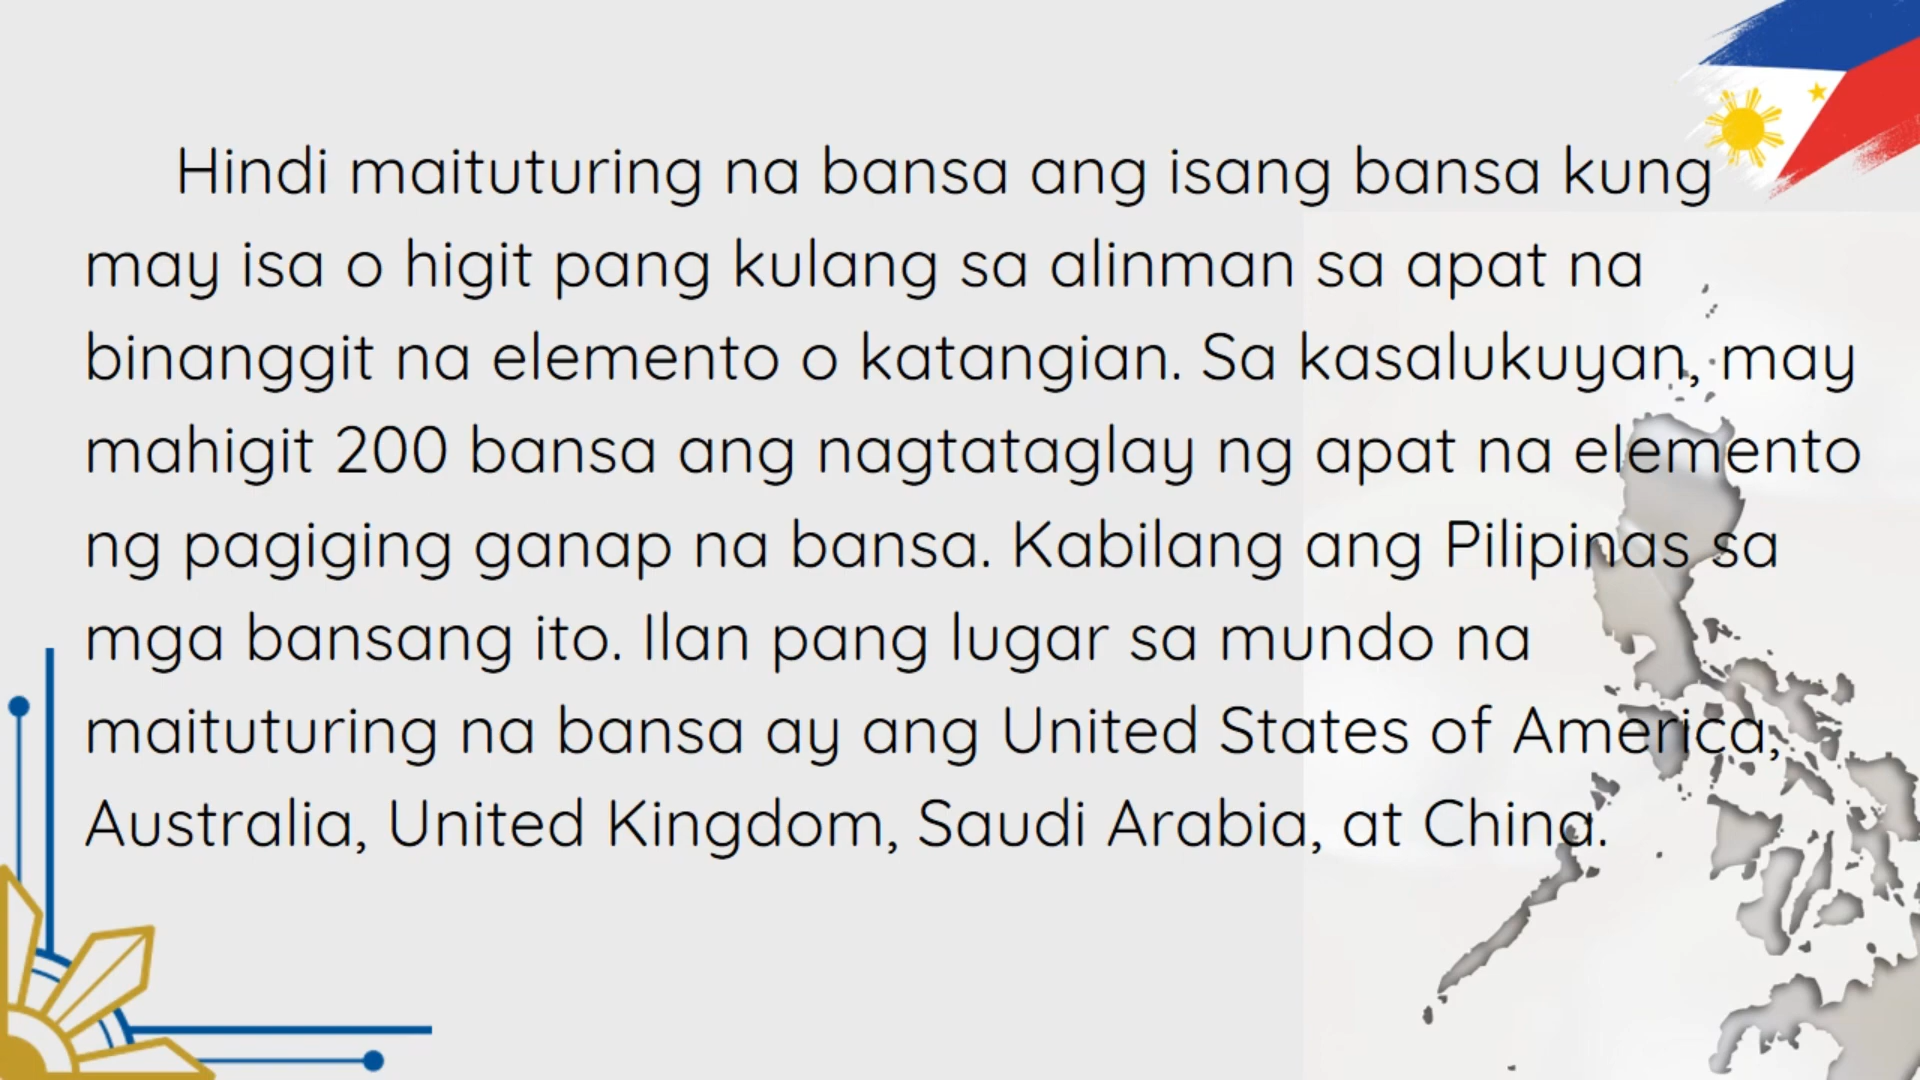 Hindi maituturing na bansa ang isang bansa kung
may isa o higit pang kulang sa alinman sa apat na
binanggit na elemento o katangian. Sa kasalukuyan, may
mahigit 200 bansa ang nagtataglay ng apat na elemento
ng pagiging ganap na bansa. Kabilang ang Pilipinas sa
mga bansang ito. Ilan pang lugar sa mundo na
maituturing na bansa ay ang United States of America,
Australia, United Kingdom, Saudi Arabia, at China.